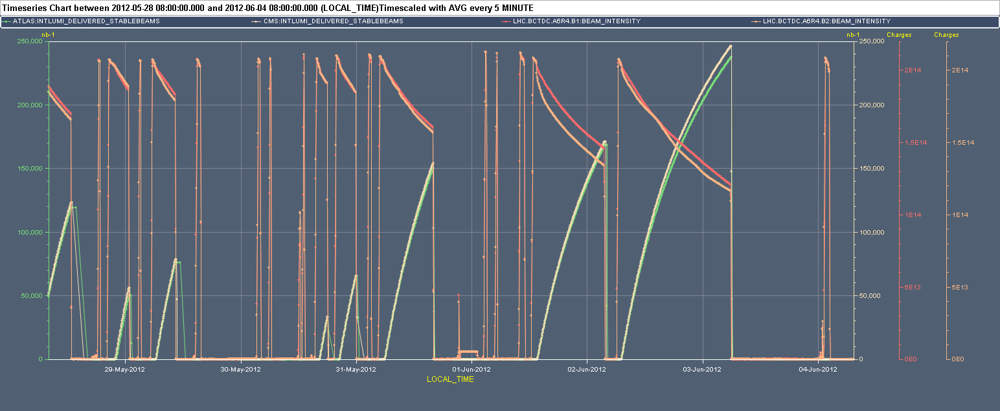 Timeseries Chart between 2012-05-28 08:00:00.000 and 2012-06-04 08:00:00.000 (LOCAL_TIME)Timescaled with AVG every 5 MINUTE
ATLAS:INTLUMI_DELIVERED_STABLEBEAMS CMS:INTLUMI_DELIVERED_STABLEBEAMS LHC.BCTDC.A6R4.B1:BEAM_INTENSITY LHC.BCTDC.A6R4.B2:BEAM_INTENSITY
nb-1 nb-1 Charges Charges
250,000 250,000
2E14 2E14
200,000 200,000
1.5E14 1.5E14
150,000 150,000
1E14 1E14
100,000 100,000
5E13 5E13
50,000 50,000
0 0 0E0 0E0
29-May-2012 30-May-2012 31-May-2012 01-Jun-2012 02-Jun-2012 03-Jun-2012 04-Jun-2012
LOCAL_TIME